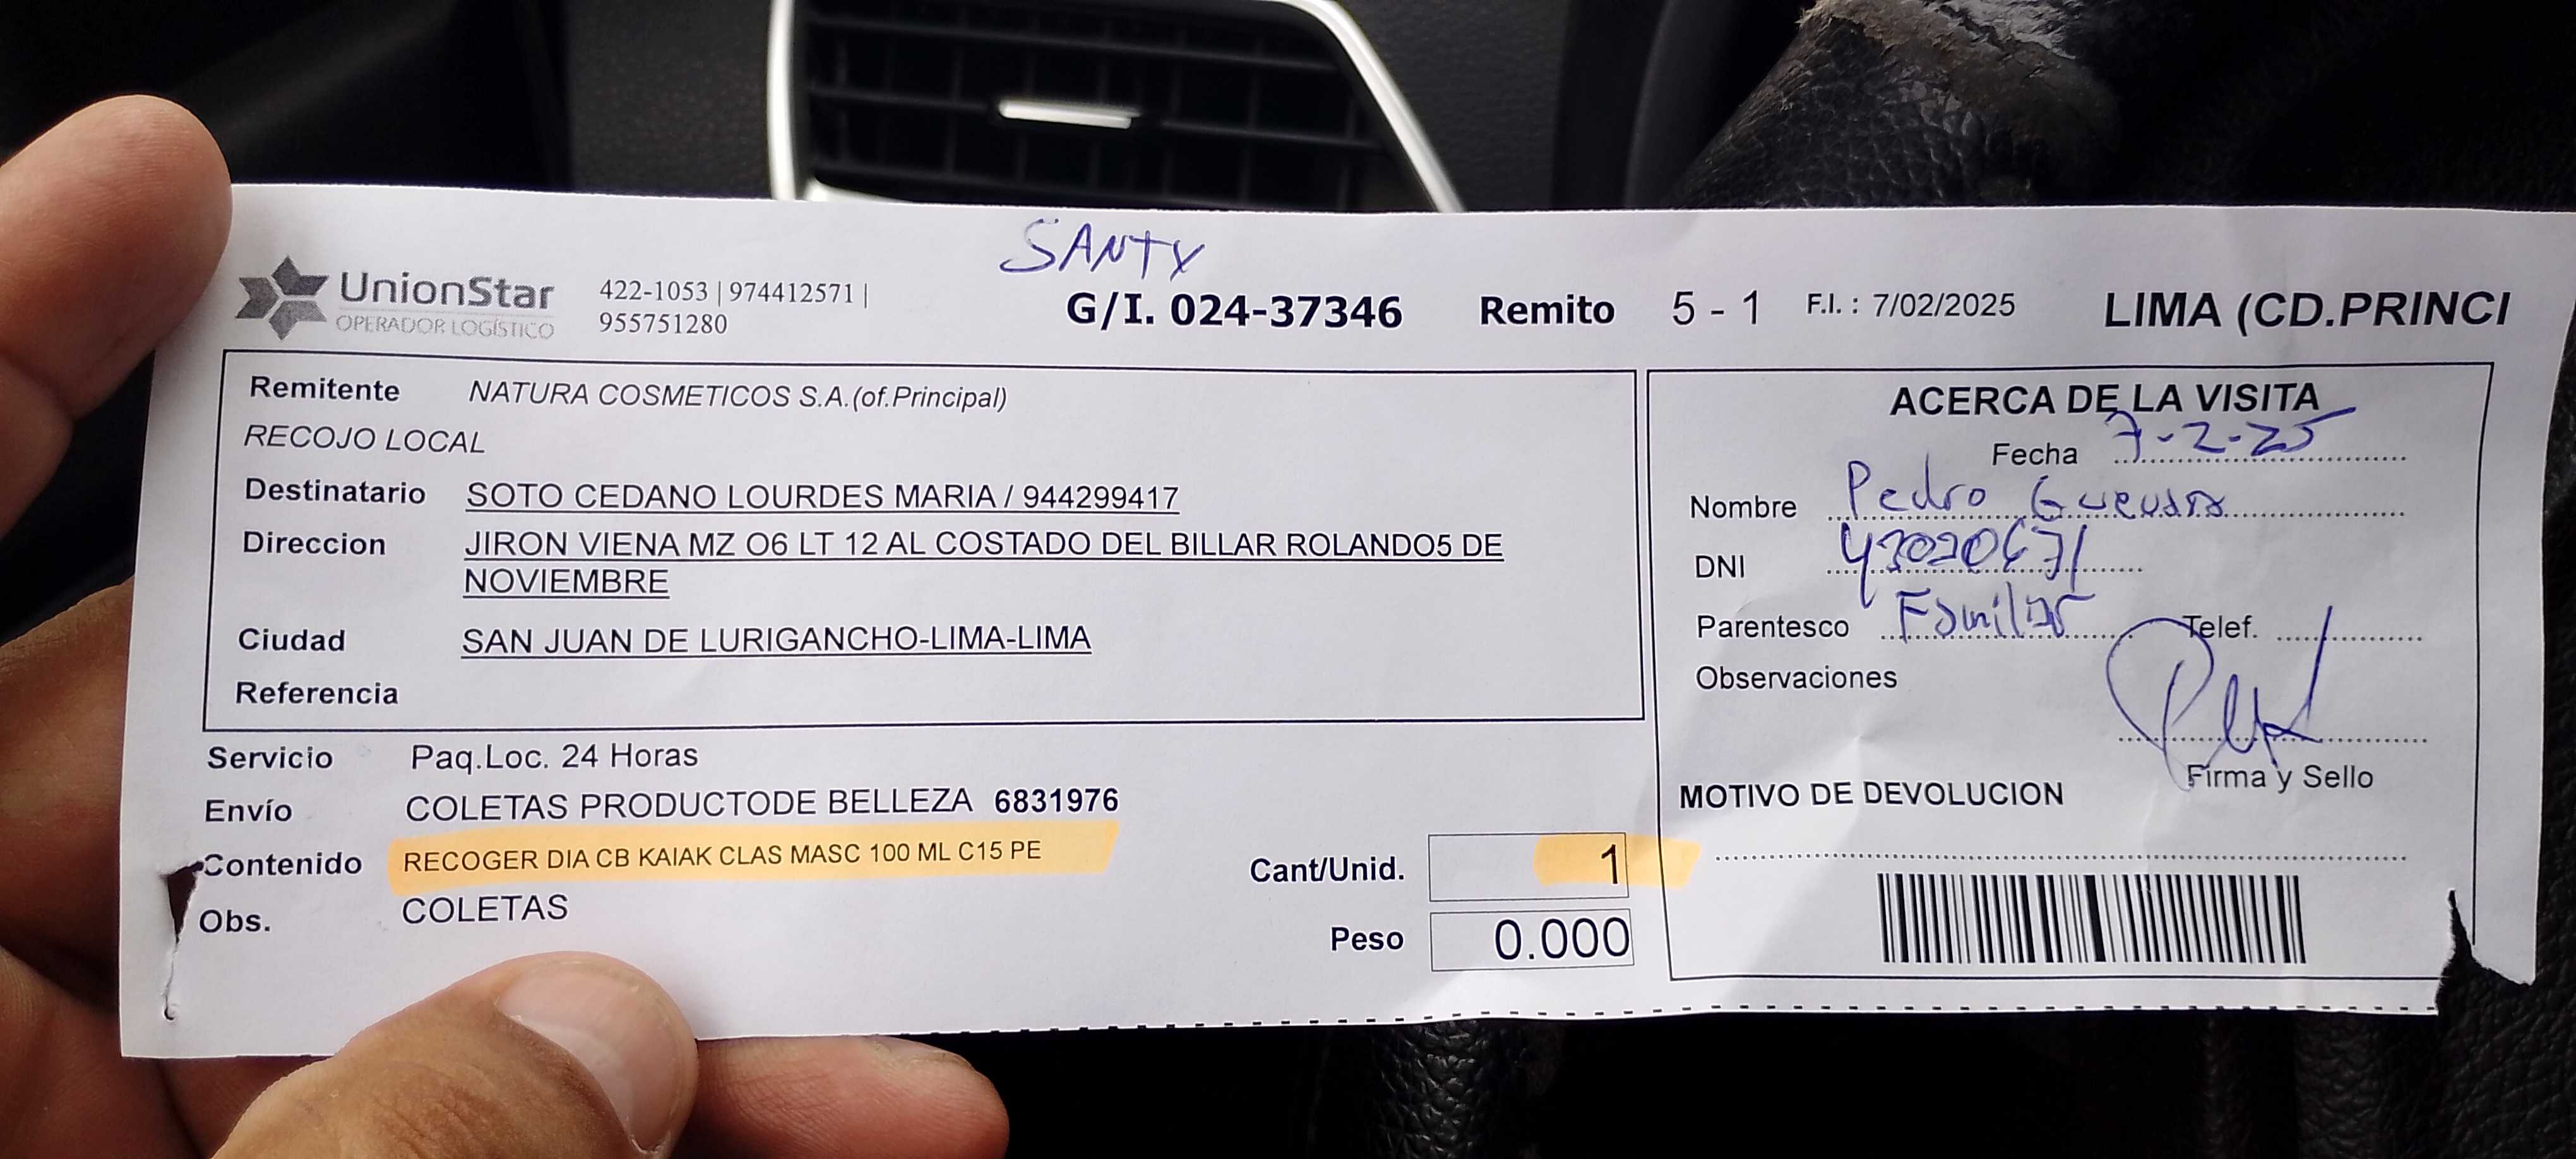 SANTY
UnionStar
OPERADOR LOGÍSTICO
422-1053 | 974412571 |
955751280
G/I. 024-37346 Remito 5 - 1 F.I. : 7/02/2025 LIMA (CD.PRINCI
Remitente NATURA COSMETICOS S.A.(of.Principal)
RECOJO LOCAL
Destinatario SOTO CEDANO LOURDES MARIA / 944299417
Direccion JIRON VIENA MZ O6 LT 12 AL COSTADO DEL BILLAR ROLANDO5 DE
NOVIEMBRE
Ciudad SAN JUAN DE LURIGANCHO-LIMA-LIMA
Referencia
Servicio Paq.Loc. 24 Horas
Envío COLETAS PRODUCTODE BELLEZA 6831976
Contenido RECOGER DIA CB KAIAK CLAS MASC 100 ML C15 PE
Obs. COLETAS
Cant/Unid. 1
Peso 0.000
ACERCA DE LA VISITA
Fecha 7-2-25
Nombre Pedro Guevara
DNI
Parentesco Familiar Telef.
Observaciones
Firma y Sello
MOTIVO DE DEVOLUCION